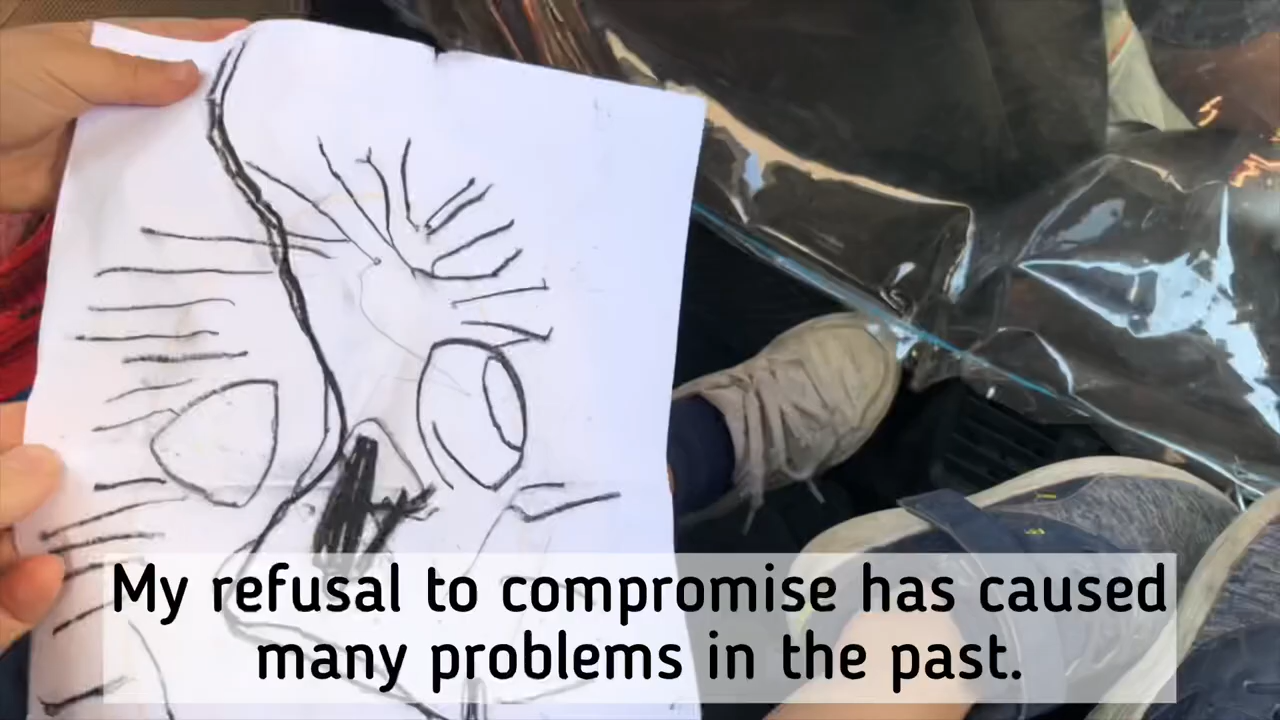 My refusal to compromise has caused
many problems in the past.